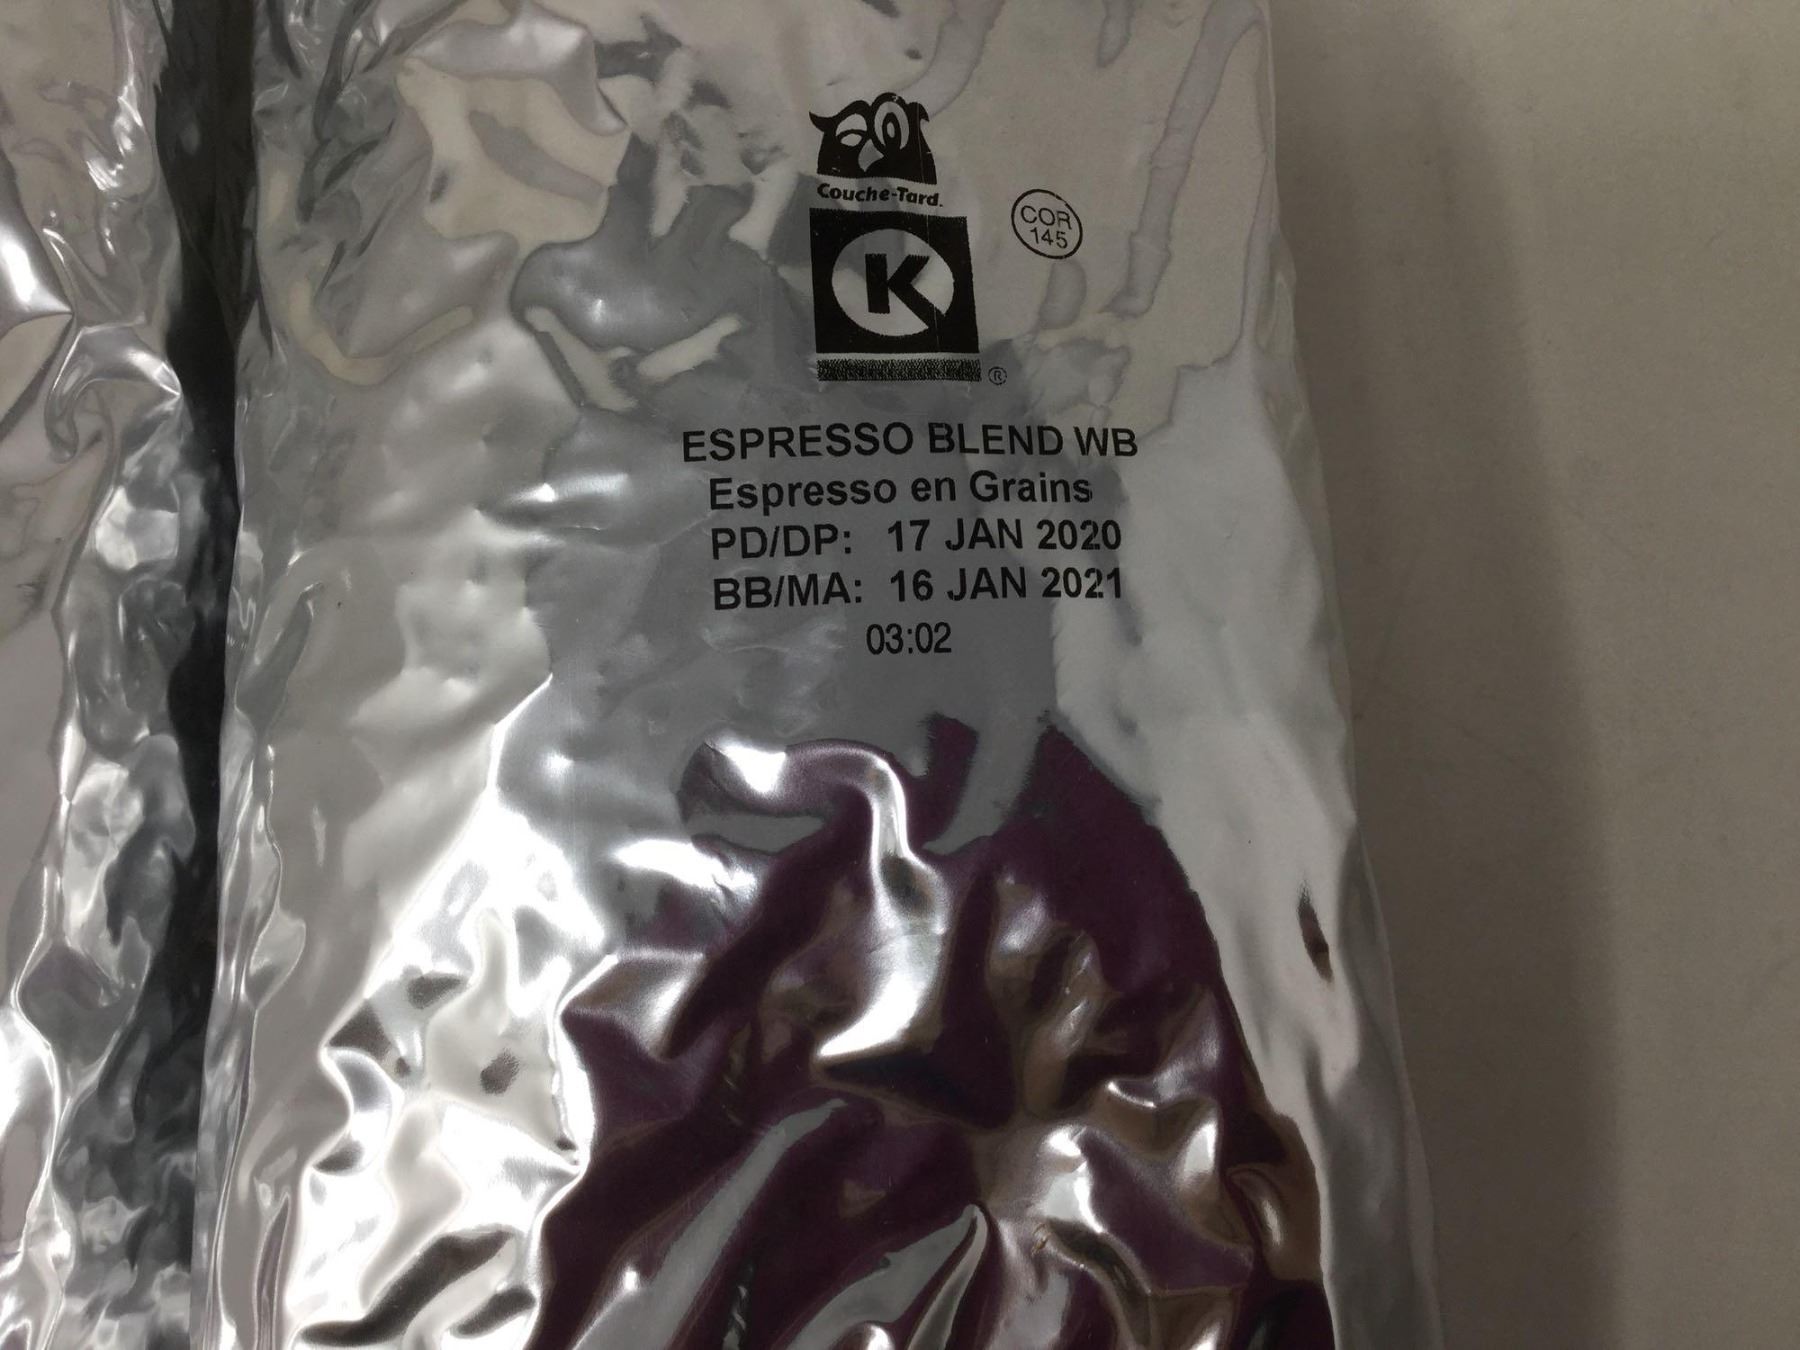 Couche-Tard.
COR
145
K
®
ESPRESSO BLEND WB
Espresso en Grains
PD/DP: 17 JAN 2020
BB/MA: 16 JAN 2021
03:02